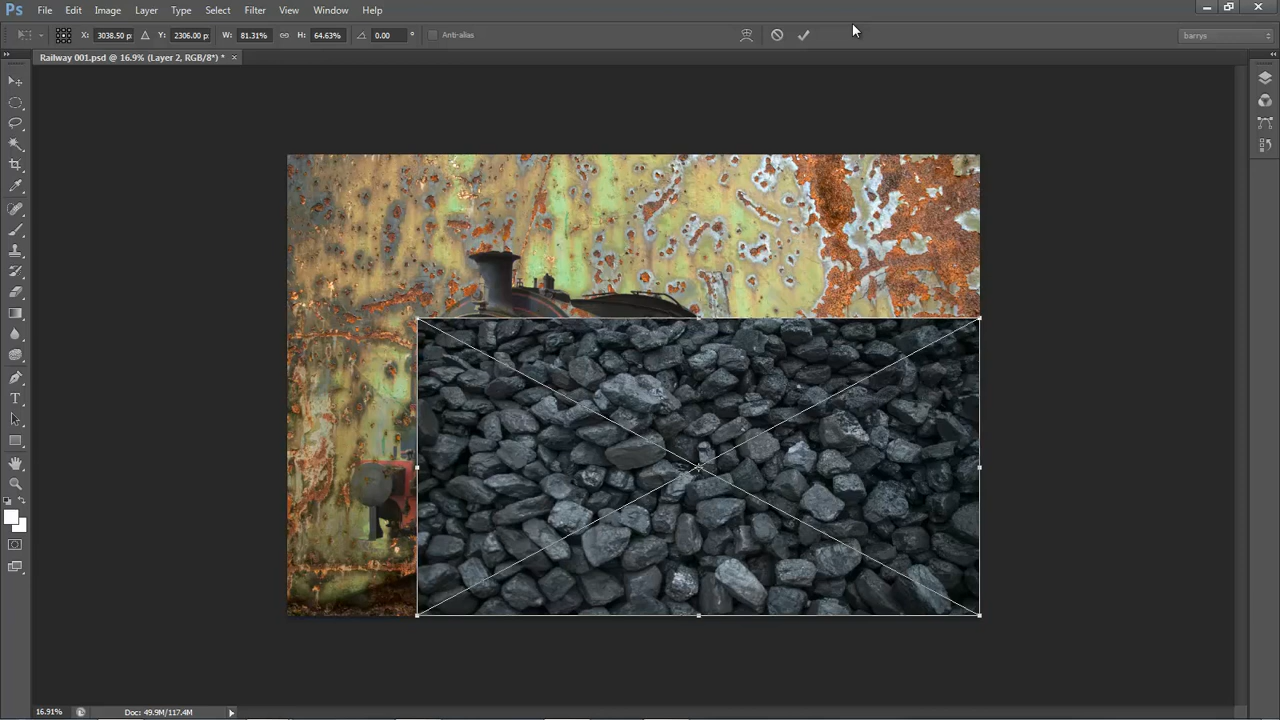 Ps File Edit Image Layer Type Select Filter View Window Help
X: 3038.50 p Y: 2306.00 p W: 81.31% H: 64.63% 0.00 ° Anti-alias barrys
Railway 001.psd @ 16.9% (Layer 2, RGB/8*) * ×
T
16.91% Doc: 49.9M/117.4M